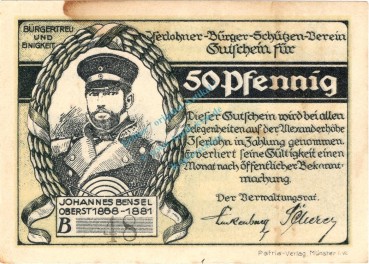 BÜRGERTREU
UND
EINIGKEIT
Iserlohner-Bürger-Schützen-Verein
Gutschein für
50 Pfennig
Dieser Gutschein wird bei allen
Gelegenheiten auf der Alexanderhöhe
Iserlohn in Zahlung genommen,
er verliert seine Gültigkeit einen
Monat nach öffentlicher Bekannt-
machung.
Der Verwaltungsrat.
JOHANNES BENSEL
OBERST 1868-1881
B 48
Patria-Verlag Münster i.W.